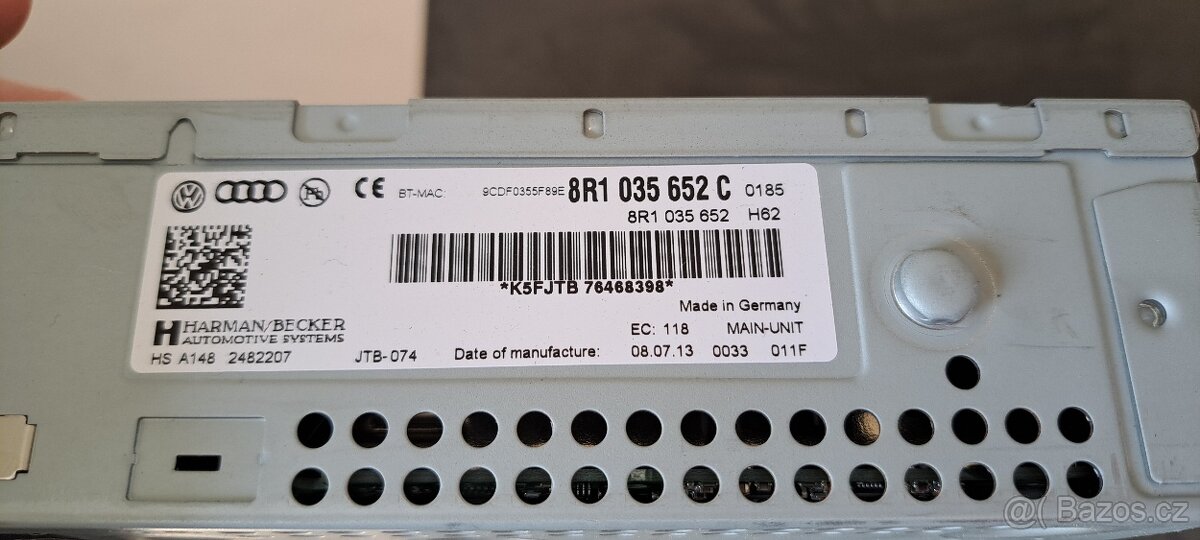 CE BT-MAC: 9CDF0355F89E 8R1 035 652 C 0185
8R1 035 652 H62
*K5FJTB 76468398*
Made in Germany
HARMAN/BECKER
AUTOMOTIVE SYSTEMS
EC: 118 MAIN-UNIT
HS A148 2482207 JTB-074 Date of manufacture: 08.07.13 0033 011F
Bazos.cz